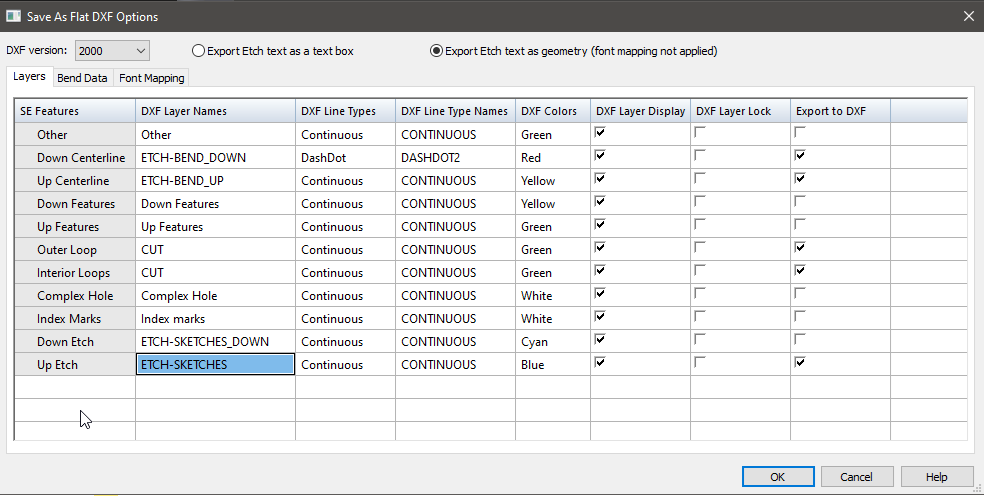 Save As Flat DXF Options
DXF version: 2000 Export Etch text as a text box Export Etch text as geometry (font mapping not applied)
Layers Bend Data Font Mapping
SE Features DXF Layer Names DXF Line Types DXF Line Type Names DXF Colors DXF Layer Display DXF Layer Lock Export to DXF
Other Other Continuous CONTINUOUS Green
Down Centerline ETCH-BEND_DOWN DashDot DASHDOT2 Red
Up Centerline ETCH-BEND_UP Continuous CONTINUOUS Yellow
Down Features Down Features Continuous CONTINUOUS Yellow
Up Features Up Features Continuous CONTINUOUS Green
Outer Loop CUT Continuous CONTINUOUS Green
Interior Loops CUT Continuous CONTINUOUS Green
Complex Hole Complex Hole Continuous CONTINUOUS White
Index Marks Index marks Continuous CONTINUOUS White
Down Etch ETCH-SKETCHES_DOWN Continuous CONTINUOUS Cyan
Up Etch ETCH-SKETCHES Continuous CONTINUOUS Blue
OK Cancel Help